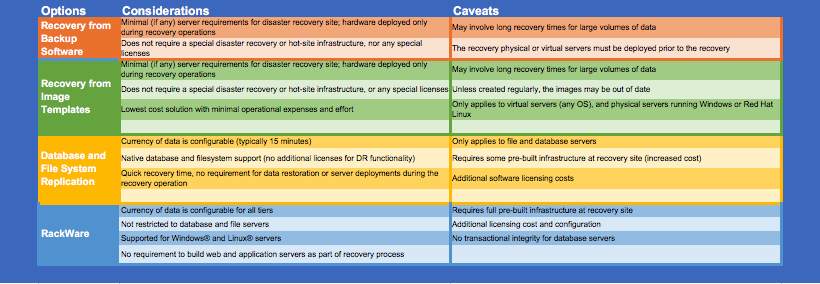 Options Considerations Caveats
Recovery from
Backup
Software
Minimal (if any) server requirements for disaster recovery site; hardware deployed only
during recovery operations
May involve long recovery times for large volumes of data
Does not require a special disaster recovery or hot-site infrastructure, nor any special
licenses
The recovery physical or virtual servers must be deployed prior to the recovery
Recovery from
Image
Templates
Minimal (if any) server requirements for disaster recovery site; hardware deployed only
during recovery operations
May involve long recovery times for large volumes of data
Does not require a special disaster recovery or hot-site infrastructure, or any special licenses
Unless created regularly, the images may be out of date
Lowest cost solution with minimal operational expenses and effort
Only applies to virtual servers (any OS), and physical servers running Windows or Red Hat
Linux
Database and
File System
Replication
Currency of data is configurable (typically 15 minutes)
Only applies to file and database servers
Native database and filesystem support (no additional licenses for DR functionality)
Requires some pre-built infrastructure at recovery site (increased cost)
Quick recovery time, no requirement for data restoration or server deployments during the
recovery operation
Additional software licensing costs
RackWare
Currency of data is configurable for all tiers
Requires full pre-built infrastructure at recovery site
Not restricted to database and file servers
Additional licensing cost and configuration
Supported for Windows® and Linux® servers
No transactional integrity for database servers
No requirement to build web and application servers as part of recovery process